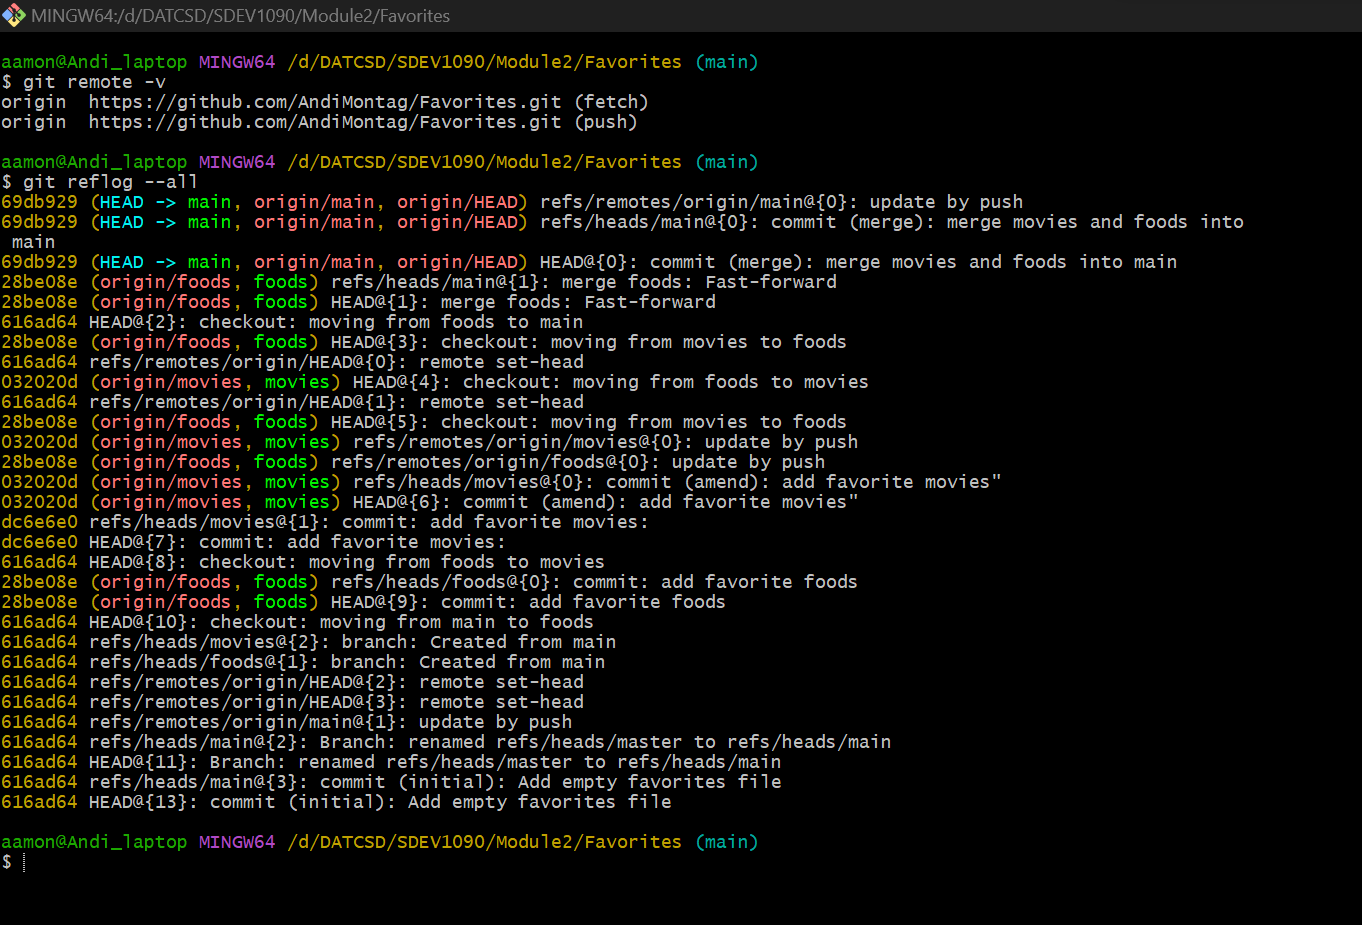 MINGW64:/d/DATCSD/SDEV1090/Module2/Favorites
aamon@Andi_laptop MINGW64 /d/DATCSD/SDEV1090/Module2/Favorites (main)
$ git remote -v
origin  https://github.com/AndiMontag/Favorites.git (fetch)
origin  https://github.com/AndiMontag/Favorites.git (push)
aamon@Andi_laptop MINGW64 /d/DATCSD/SDEV1090/Module2/Favorites (main)
$ git reflog --all
69db929 (HEAD -> main, origin/main, origin/HEAD) refs/remotes/origin/main@{0}: update by push
69db929 (HEAD -> main, origin/main, origin/HEAD) refs/heads/main@{0}: commit (merge): merge movies and foods into
 main
69db929 (HEAD -> main, origin/main, origin/HEAD) HEAD@{0}: commit (merge): merge movies and foods into main
28be08e (origin/foods, foods) refs/heads/main@{1}: merge foods: Fast-forward
28be08e (origin/foods, foods) HEAD@{1}: merge foods: Fast-forward
616ad64 HEAD@{2}: checkout: moving from foods to main
28be08e (origin/foods, foods) HEAD@{3}: checkout: moving from movies to foods
616ad64 refs/remotes/origin/HEAD@{0}: remote set-head
032020d (origin/movies, movies) HEAD@{4}: checkout: moving from foods to movies
616ad64 refs/remotes/origin/HEAD@{1}: remote set-head
28be08e (origin/foods, foods) HEAD@{5}: checkout: moving from movies to foods
032020d (origin/movies, movies) refs/remotes/origin/movies@{0}: update by push
28be08e (origin/foods, foods) refs/remotes/origin/foods@{0}: update by push
032020d (origin/movies, movies) refs/heads/movies@{0}: commit (amend): add favorite movies"
032020d (origin/movies, movies) HEAD@{6}: commit (amend): add favorite movies"
dc6e6e0 refs/heads/movies@{1}: commit: add favorite movies:
dc6e6e0 HEAD@{7}: commit: add favorite movies:
616ad64 HEAD@{8}: checkout: moving from foods to movies
28be08e (origin/foods, foods) refs/heads/foods@{0}: commit: add favorite foods
28be08e (origin/foods, foods) HEAD@{9}: commit: add favorite foods
616ad64 HEAD@{10}: checkout: moving from main to foods
616ad64 refs/heads/movies@{2}: branch: Created from main
616ad64 refs/heads/foods@{1}: branch: Created from main
616ad64 refs/remotes/origin/HEAD@{2}: remote set-head
616ad64 refs/remotes/origin/HEAD@{3}: remote set-head
616ad64 refs/remotes/origin/main@{1}: update by push
616ad64 refs/heads/main@{2}: Branch: renamed refs/heads/master to refs/heads/main
616ad64 HEAD@{11}: Branch: renamed refs/heads/master to refs/heads/main
616ad64 refs/heads/main@{3}: commit (initial): Add empty favorites file
616ad64 HEAD@{13}: commit (initial): Add empty favorites file
aamon@Andi_laptop MINGW64 /d/DATCSD/SDEV1090/Module2/Favorites (main)
$